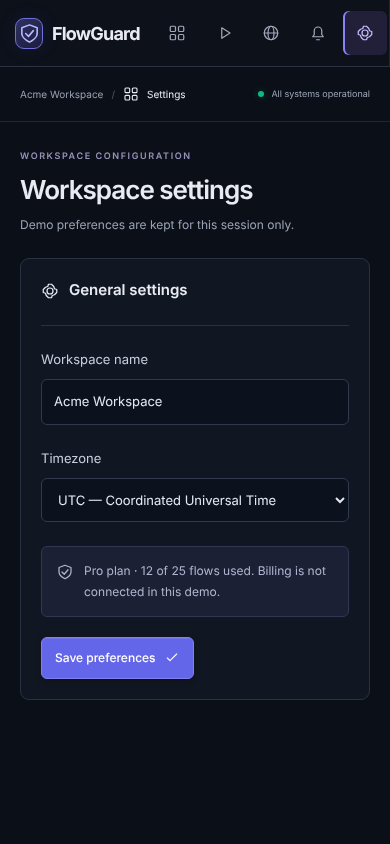 FlowGuard
Acme Workspace / Settings
All systems operational
WORKSPACE CONFIGURATION
Workspace settings
Demo preferences are kept for this session only.
General settings
Workspace name
Acme Workspace
Timezone
UTC — Coordinated Universal Time
Pro plan · 12 of 25 flows used. Billing is not
connected in this demo.
Save preferences